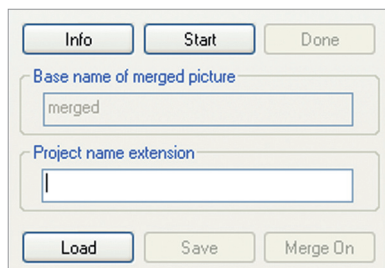 Info Start Done
Base name of merged picture
merged
Project name extension
Load Save Merge On